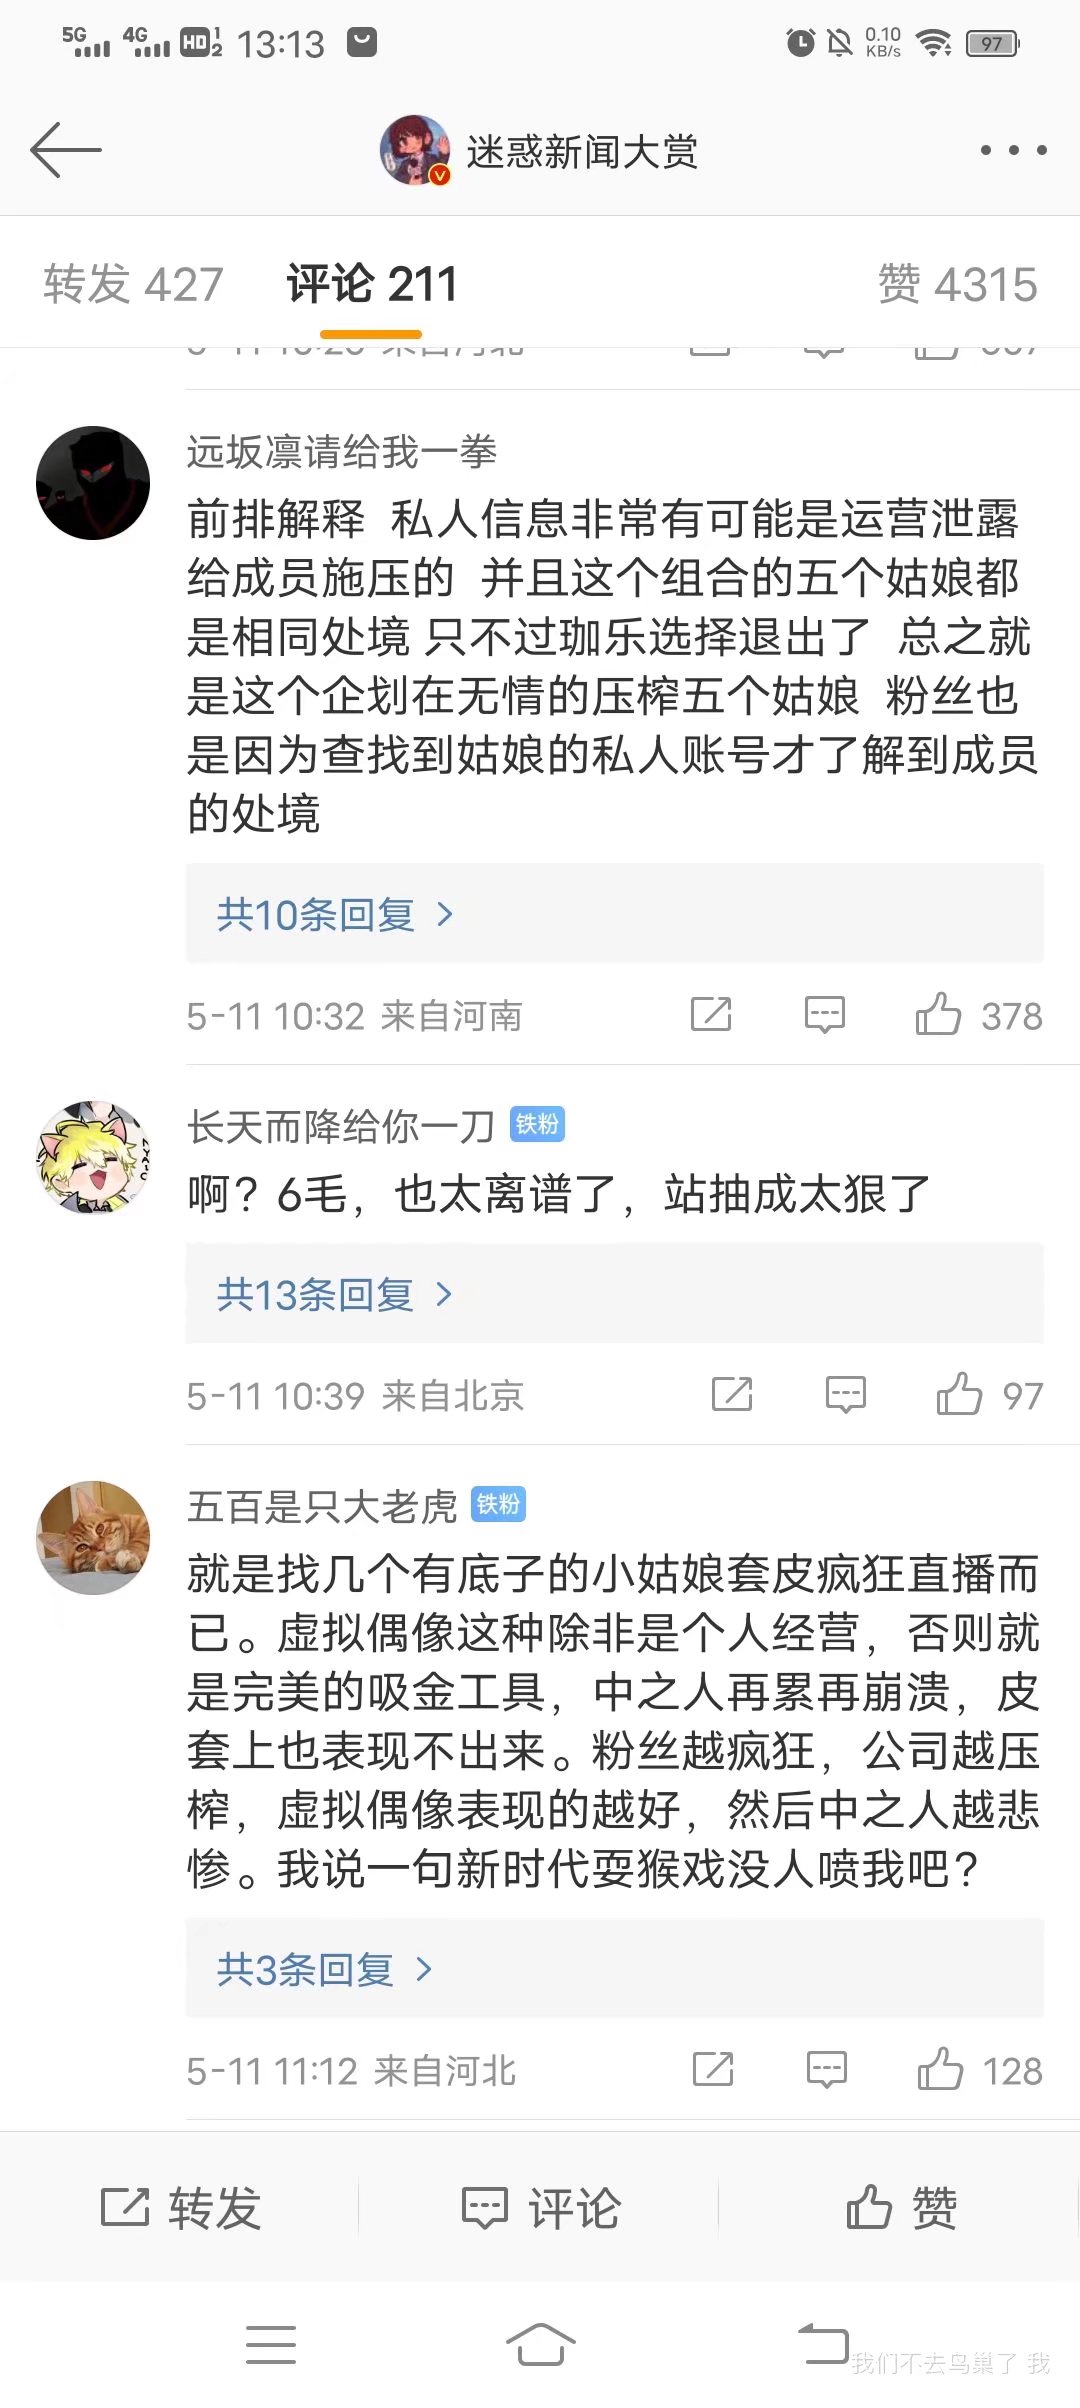 5G 4G HD 1 2 13:13 0.10 KB/s 97
迷惑新闻大赏
转发 427 评论 211 赞 4315
远坂凛请给我一拳
前排解释 私人信息非常有可能是运营泄露
给成员施压的 并且这个组合的五个姑娘都
是相同处境 只不过珈乐选择退出了 总之就
是这个企划在无情的压榨五个姑娘 粉丝也
是因为查找到姑娘的私人账号才了解到成员
的处境
共10条回复 >
5-11 10:32 来自河南 378
长天而降给你一刀 铁粉
啊？6毛，也太离谱了，站抽成太狠了
共13条回复 >
5-11 10:39 来自北京 97
五百是只大老虎 铁粉
就是找几个有底子的小姑娘套皮疯狂直播而
已。虚拟偶像这种除非是个人经营，否则就
是完美的吸金工具，中之人再累再崩溃，皮
套上也表现不出来。粉丝越疯狂，公司越压
榨，虚拟偶像表现的越好，然后中之人越悲
惨。我说一句新时代耍猴戏没人喷我吧？
共3条回复 >
5-11 11:12 来自河北 128
转发 评论 赞
我们不去鸟巢了 我